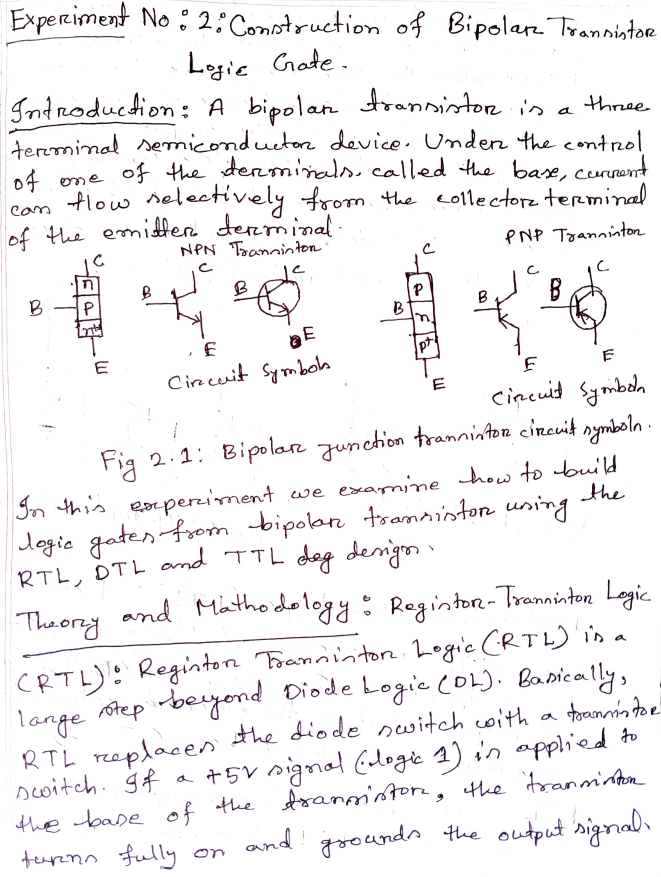 Experiment No : 2 : Construction of Bipolar Transistor
Logic Gate.
Introduction : A bipolar transistor is a three
terminal semiconductor device. Under the control
of one of the terminals, called the base, current
can flow selectively from the collector terminal
of the emitter terminal.
NPN Transistor
PNP Transistor
C C C C C C
n
B P B B
E E E
P
B n B B
p+
E E E
Circuit Symbols
Circuit Symbols
Fig 2.1: Bipolar junction transistor circuit symbols.
In this experiment we examine how to build
logic gates from bipolar transistor using the
RTL, DTL and TTL design.
Theory and Mathodology : Registor-Transistor Logic
(RTL) : Registor Transistor Logic (RTL) is a
large step beyond Diode Logic (DL). Basically,
RTL replaces the diode switch with a transistor
switch. If a +5V signal (logic 1) is applied to
the base of the transistor, the transistor
turns fully on and grounds the output signal.